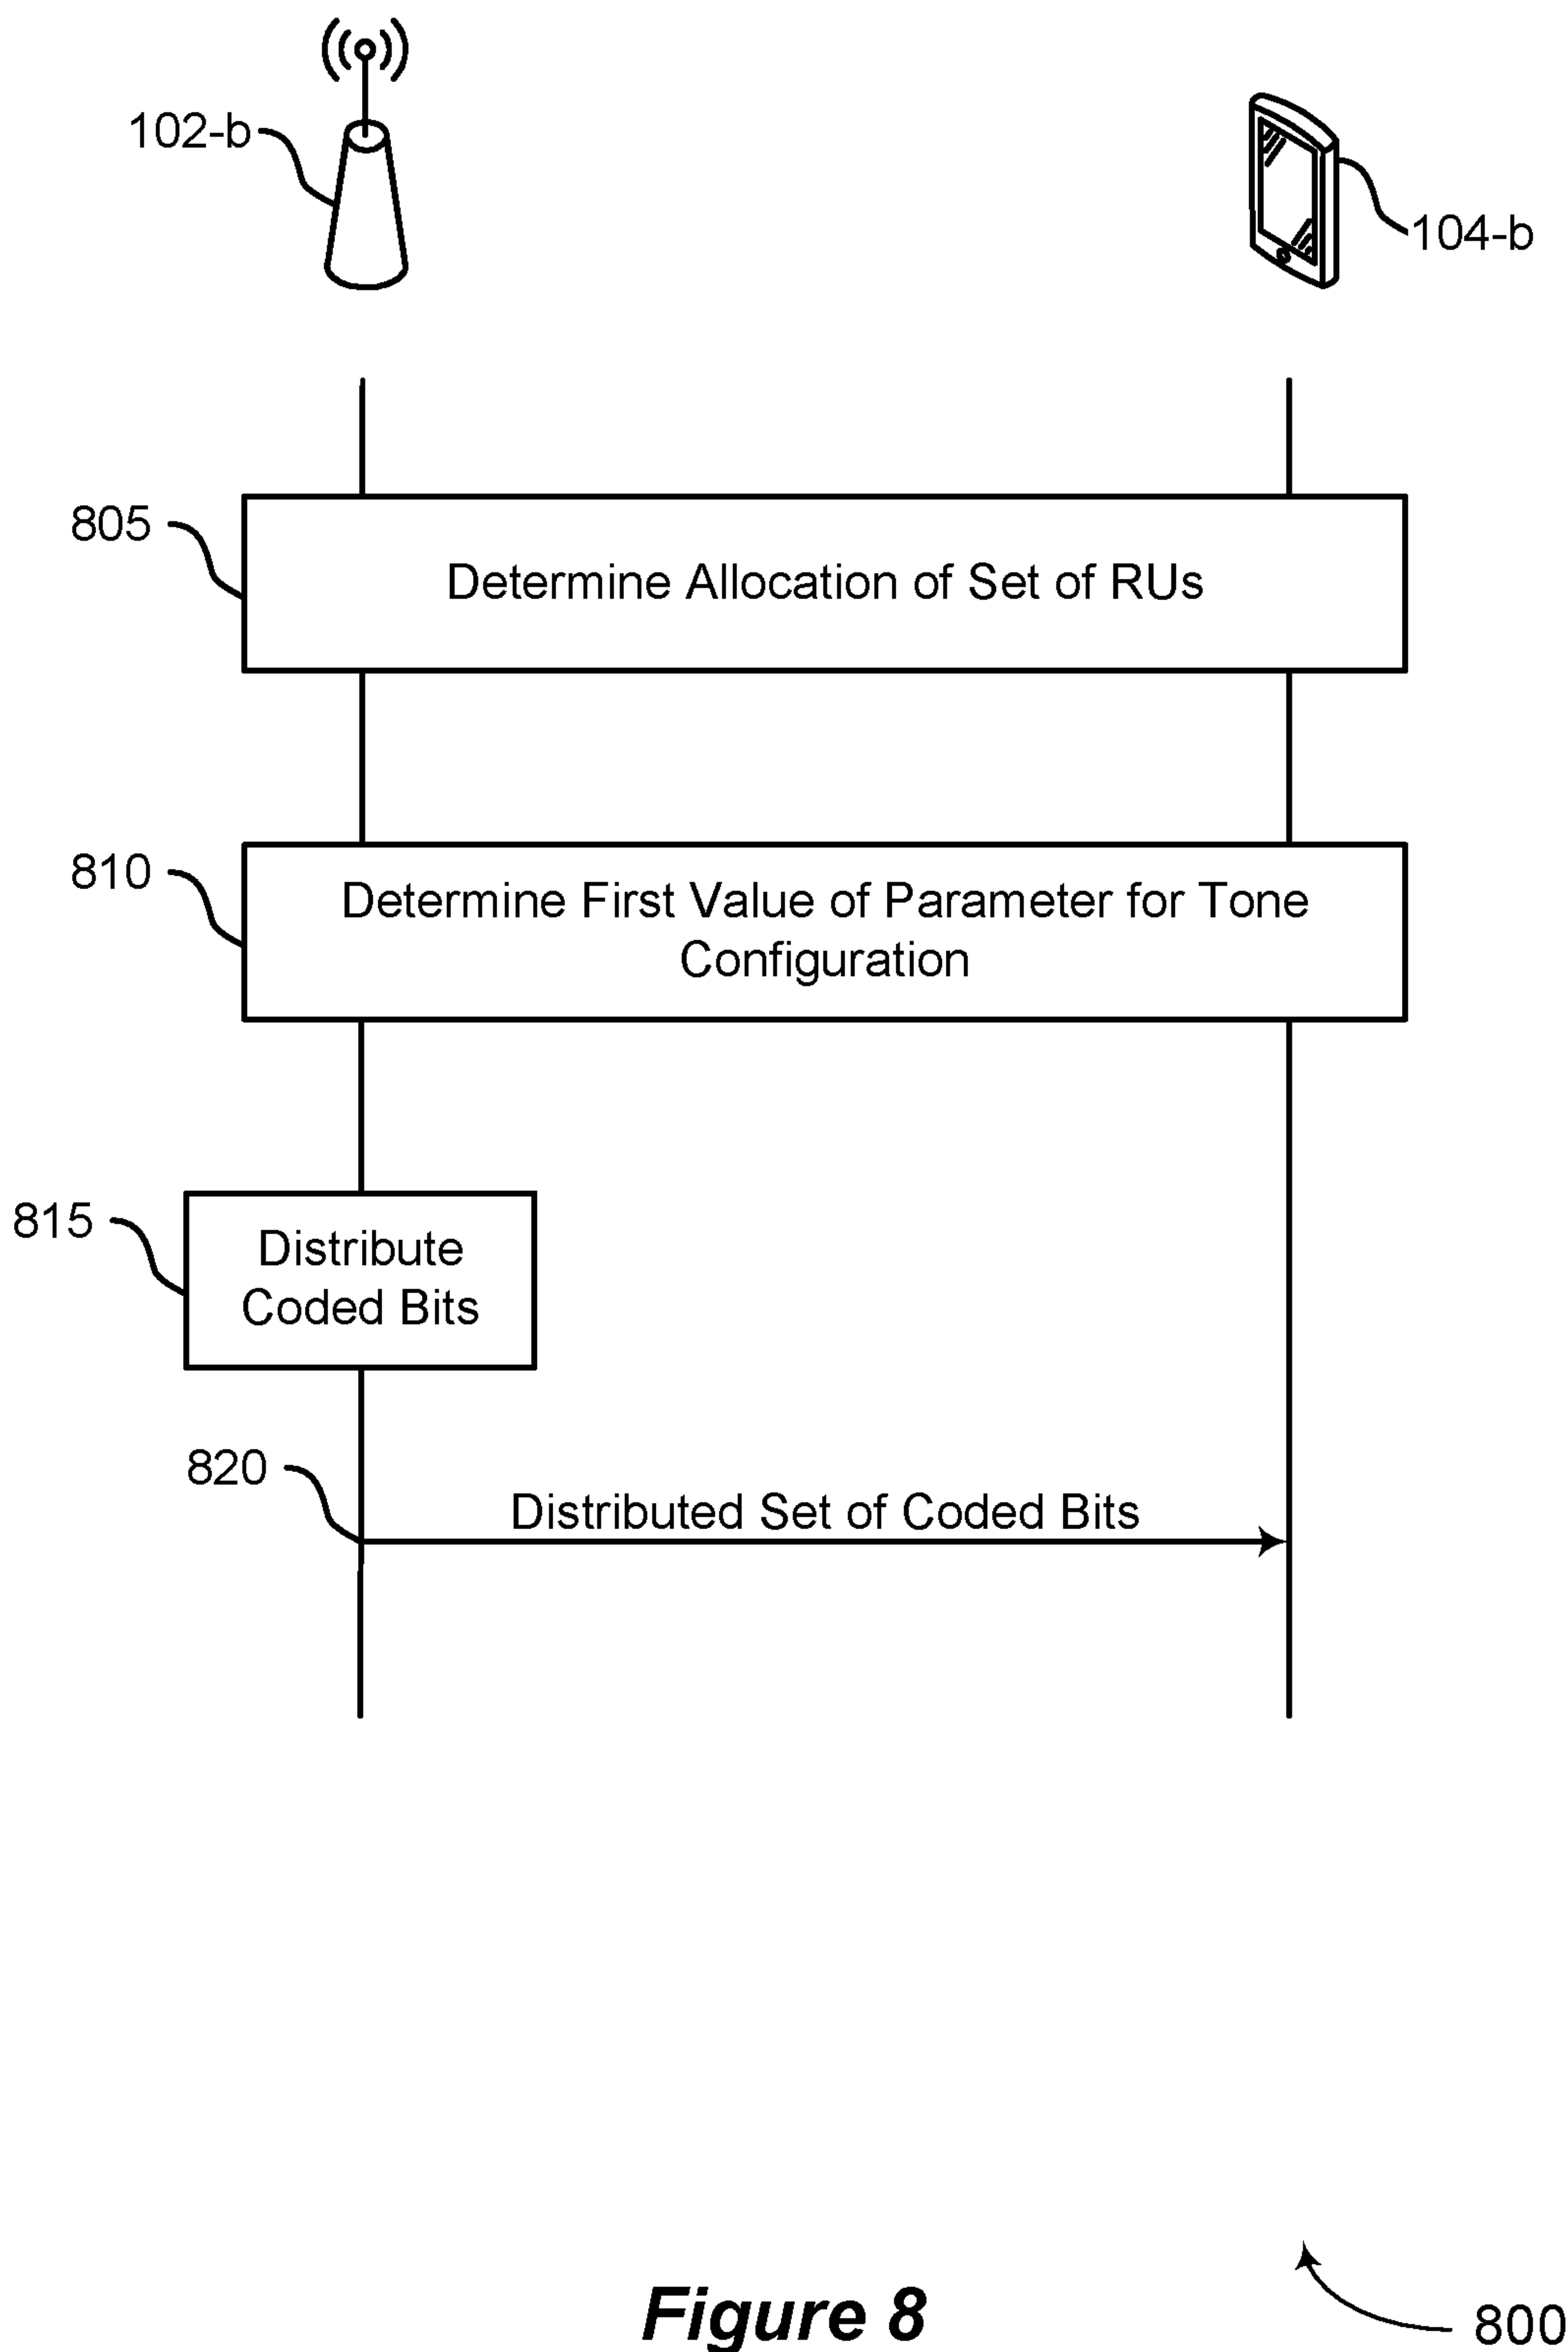 102-b
104-b
805
Determine Allocation of Set of RUs
810
Determine First Value of Parameter for Tone
Configuration
815
Distribute
Coded Bits
820
Distributed Set of Coded Bits
Figure 8
800